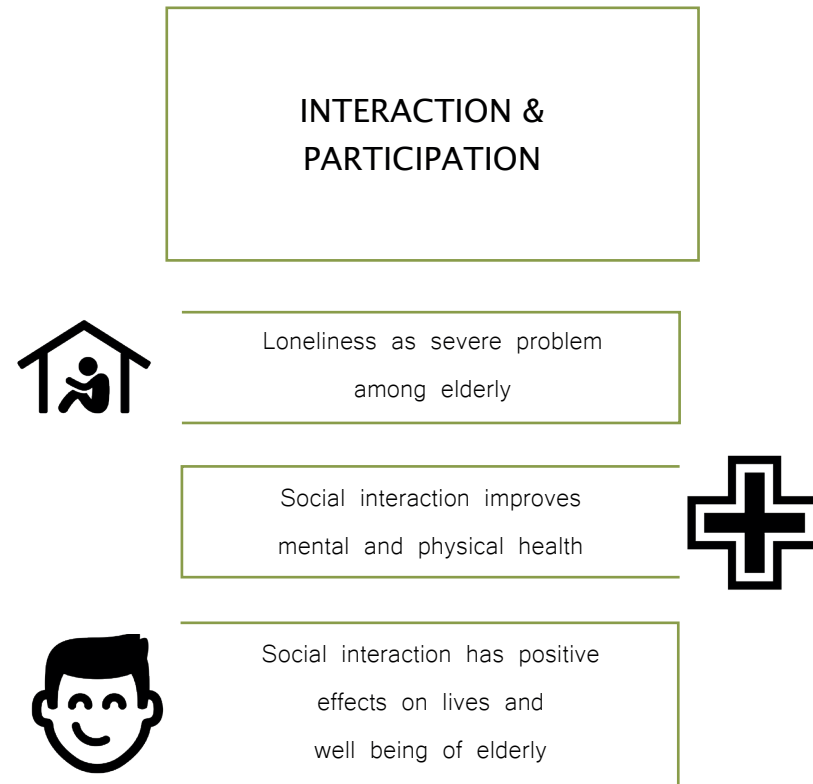 INTERACTION &
PARTICIPATION
Loneliness as severe problem
among elderly
Social interaction improves
mental and physical health
Social interaction has positive
effects on lives and
well being of elderly